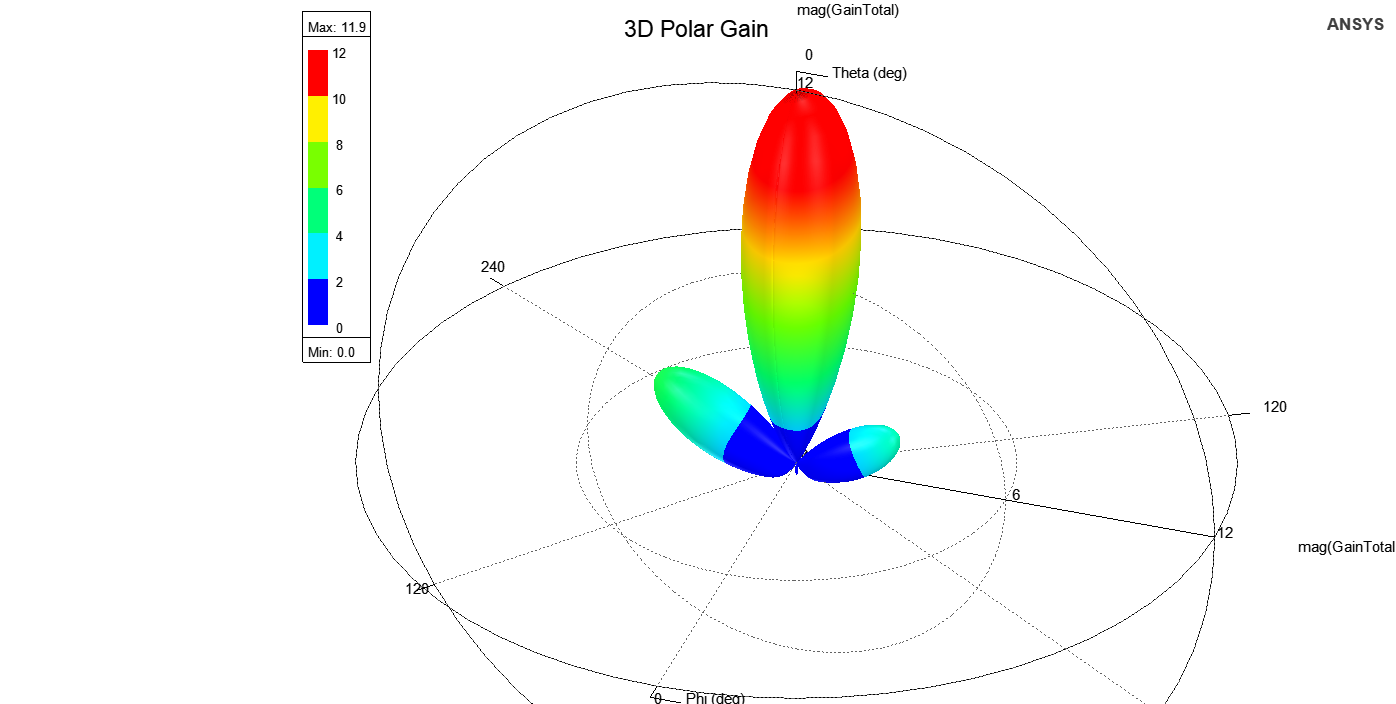 mag(GainTotal)
3D Polar Gain
ANSYS
Max: 11.9
12
10
8
6
4
2
0
Min: 0.0
0
Theta (deg)
12
240
120
6
12
mag(GainTotal
120
0
Phi (deg)